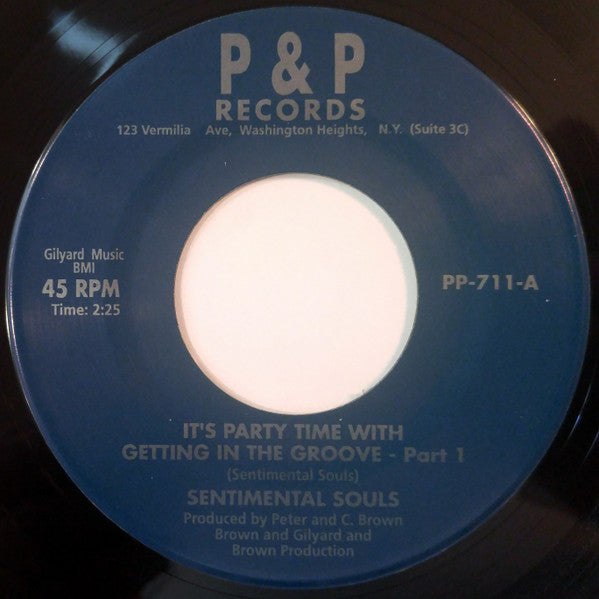 P & P
RECORDS
123 Vermilia Ave, Washington Heights, N.Y. (Suite 3C)
Gilyard Music
BMI
45 RPM
Time: 2:25
PP-711-A
IT'S PARTY TIME WITH
GETTING IN THE GROOVE - Part 1
(Sentimental Souls)
SENTIMENTAL SOULS
Produced by Peter and C. Brown
Brown and Gilyard and
Brown Production